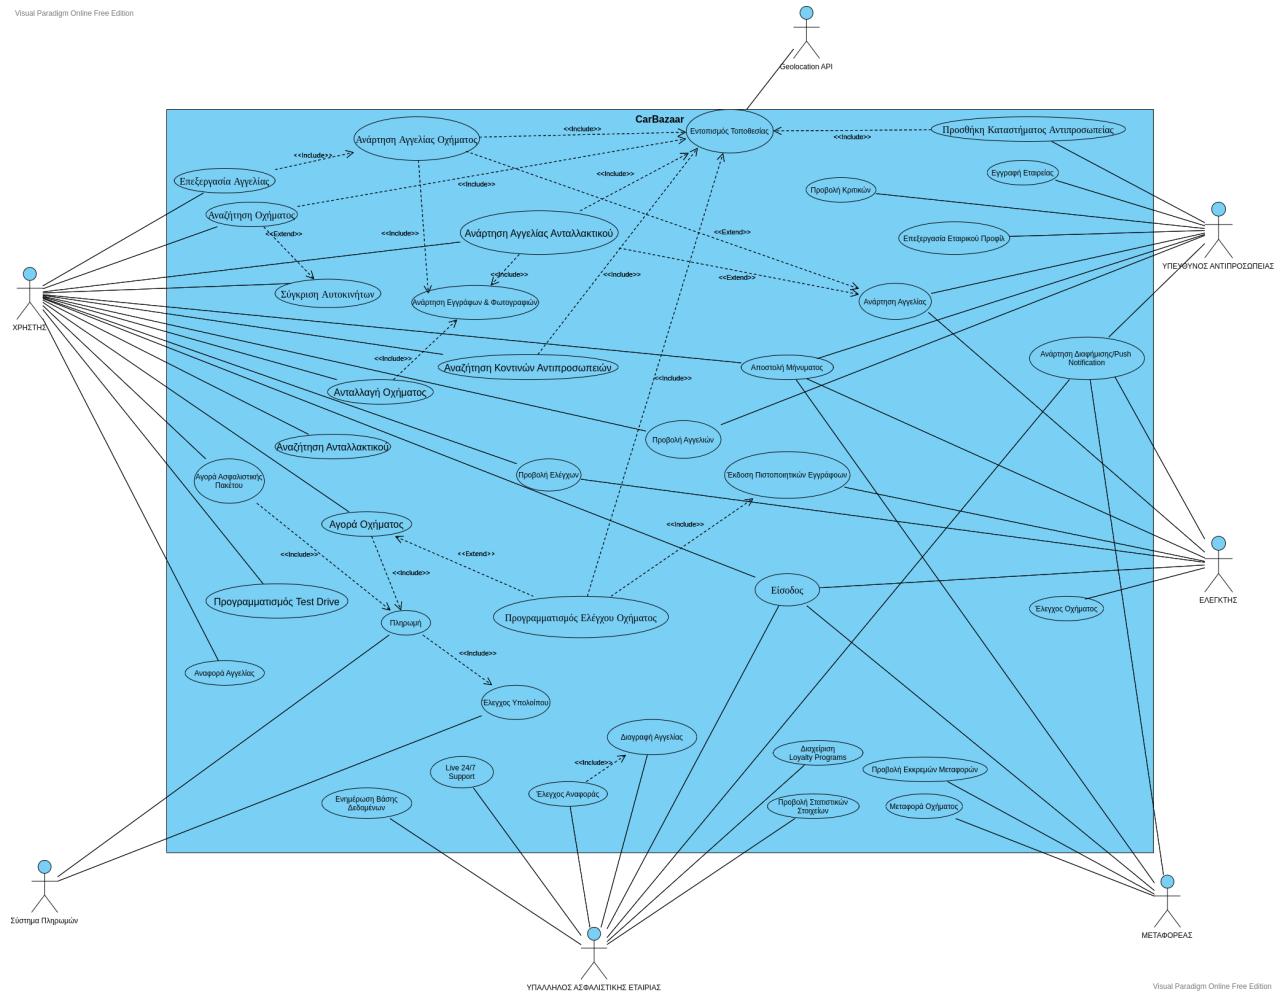 Visual Paradigm Online Free Edition
Geolocation API
CarBazaar
Ανάρτηση Αγγελίας Οχήματος
<<Include>>
Εντοπισμός Τοποθεσίας
<<Include>>
Προσθήκη Καταστήματος Αντιπροσωπείας
<<Include>>
Επεξεργασία Αγγελίας
<<Include>>
<<Include>>
Εγγραφή Εταιρείας
Προβολή Κριτικών
Αναζήτηση Οχήματος
<<Extend>>
<<Include>>
Ανάρτηση Αγγελίας Ανταλλακτικού
<<Extend>>
Επεξεργασία Εταιρικού Προφίλ
ΥΠΕΥΘΥΝΟΣ ΑΝΤΙΠΡΟΣΩΠΕΙΑΣ
<<Include>>
<<Include>>
<<Extend>>
Σύγκριση Αυτοκινήτων
Ανάρτηση Εγγράφων & Φωτογραφιών
Ανάρτηση Αγγελίας
ΧΡΗΣΤΗΣ
<<Include>>
Αναζήτηση Κοντινών Αντιπροσωπειών
Αποστολή Μήνυματος
Ανάρτηση Διαφήμισης/Push
Notification
<<Include>>
Ανταλλαγή Οχήματος
Αναζήτηση Ανταλλακτικού
Προβολή Αγγελιών
Αγορά Ασφαλιστικής
Πακέτου
Προβολή Ελέγχων
Έκδοση Πιστοποιητικών Εγγράφοων
Αγορά Οχήματος
<<Include>>
<<Include>>
<<Extend>>
<<Include>>
Είσοδος
Προγραμματισμός Test Drive
Πληρωμή
Προγραμματισμός Ελέγχου Οχήματος
Έλεγχος Οχήματος
ΕΛΕΓΚΤΗΣ
<<Include>>
Αναφορά Αγγελίας
Έλεγχος Υπολοίπου
Διαγραφή Αγγελίας
Διαχείριση
Loyalty Programs
Live 24/7
Support
<<Include>>
Προβολή Εκκρεμών Μεταφορών
Ενημέρωση Βάσης
Δεδομένων
Έλεγχος Αναφοράς
Προβολή Στατιστικών
Στοιχείων
Μεταφορά Οχήματος
Σύστημα Πληρωμών
ΜΕΤΑΦΟΡΕΑΣ
ΥΠΑΛΛΗΛΟΣ ΑΣΦΑΛΙΣΤΙΚΗΣ ΕΤΑΙΡΙΑΣ
Visual Paradigm Online Free Edition